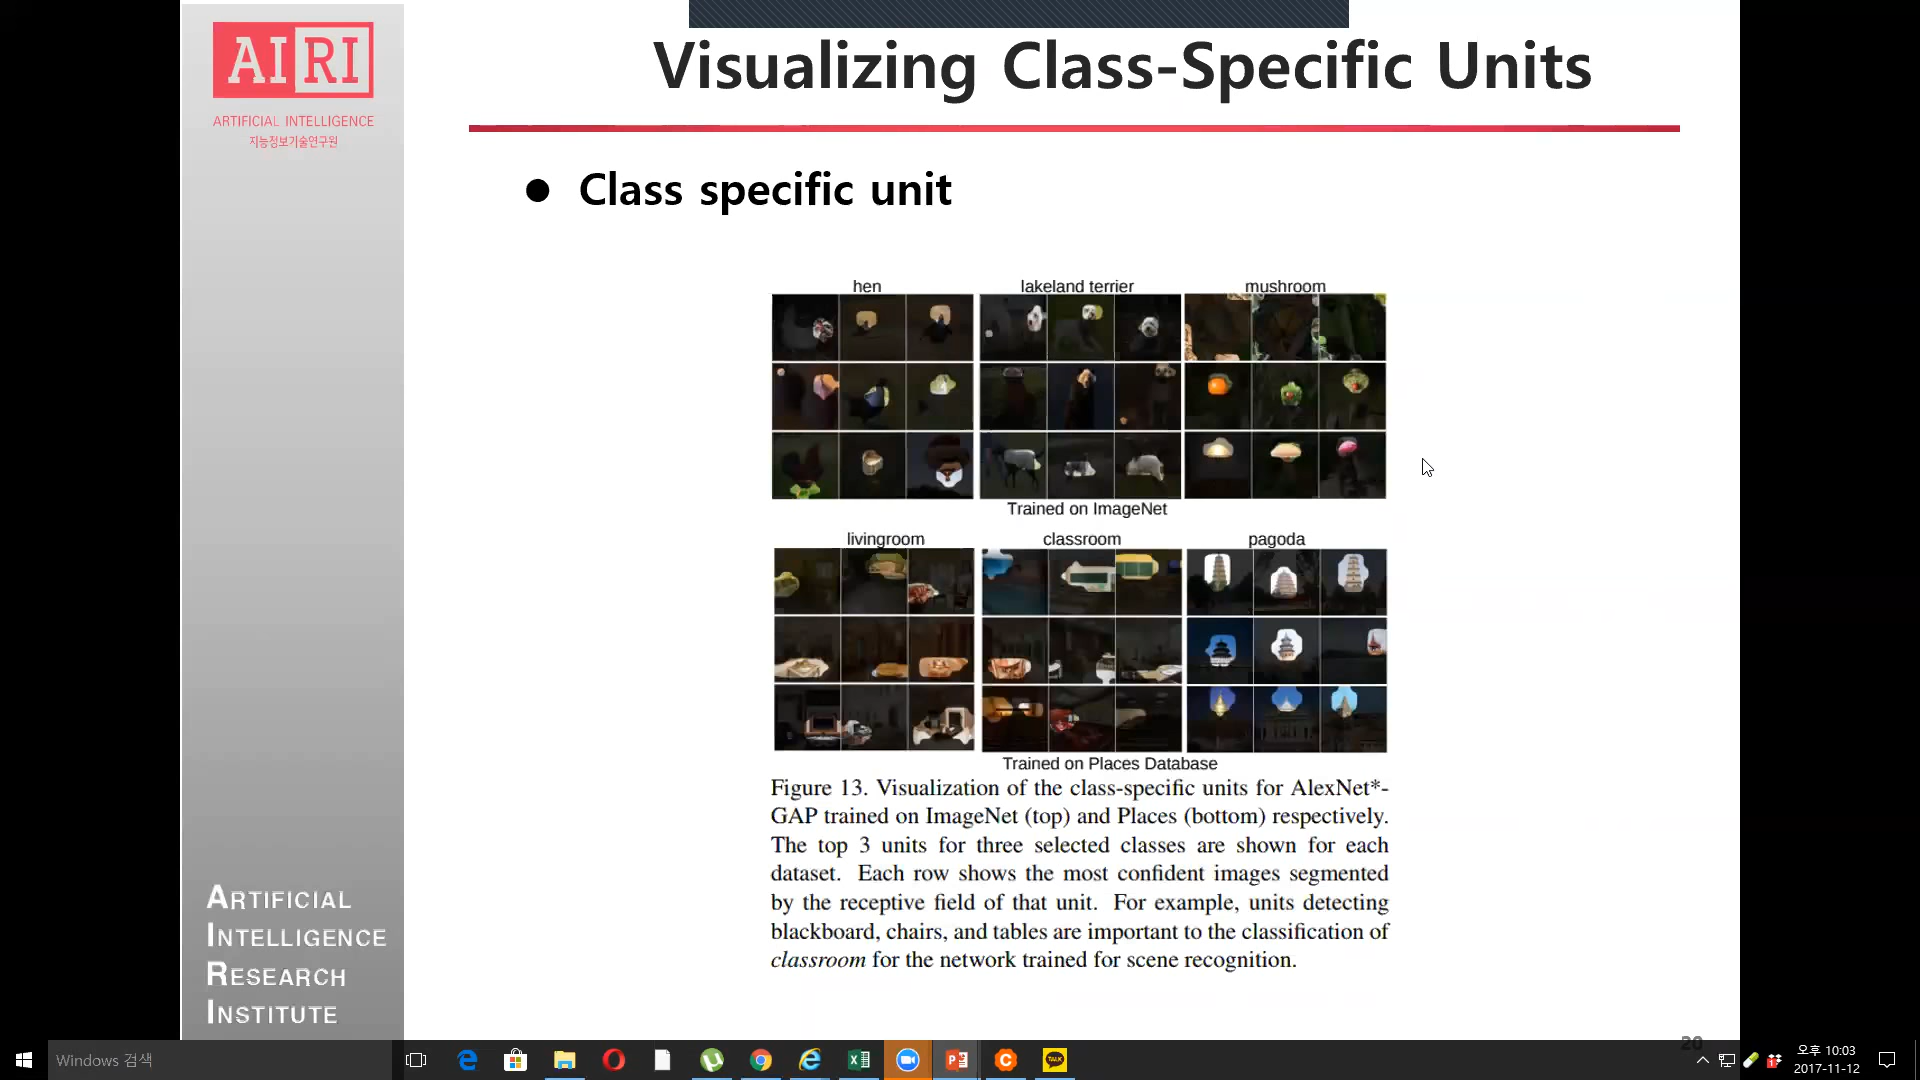 AIRI
ARTIFICIAL INTELLIGENCE
지능정보기술연구원
Visualizing Class-Specific Units
● Class specific unit
hen lakeland terrier mushroom
Trained on ImageNet
livingroom classroom pagoda
Trained on Places Database
Figure 13. Visualization of the class-specific units for AlexNet*-
GAP trained on ImageNet (top) and Places (bottom) respectively.
The top 3 units for three selected classes are shown for each
dataset. Each row shows the most confident images segmented
by the receptive field of that unit. For example, units detecting
blackboard, chairs, and tables are important to the classification of
classroom for the network trained for scene recognition.
ARTIFICIAL
INTELLIGENCE
RESEARCH
INSTITUTE
20
Windows 검색
TALK
오후 10:03
2017-11-12